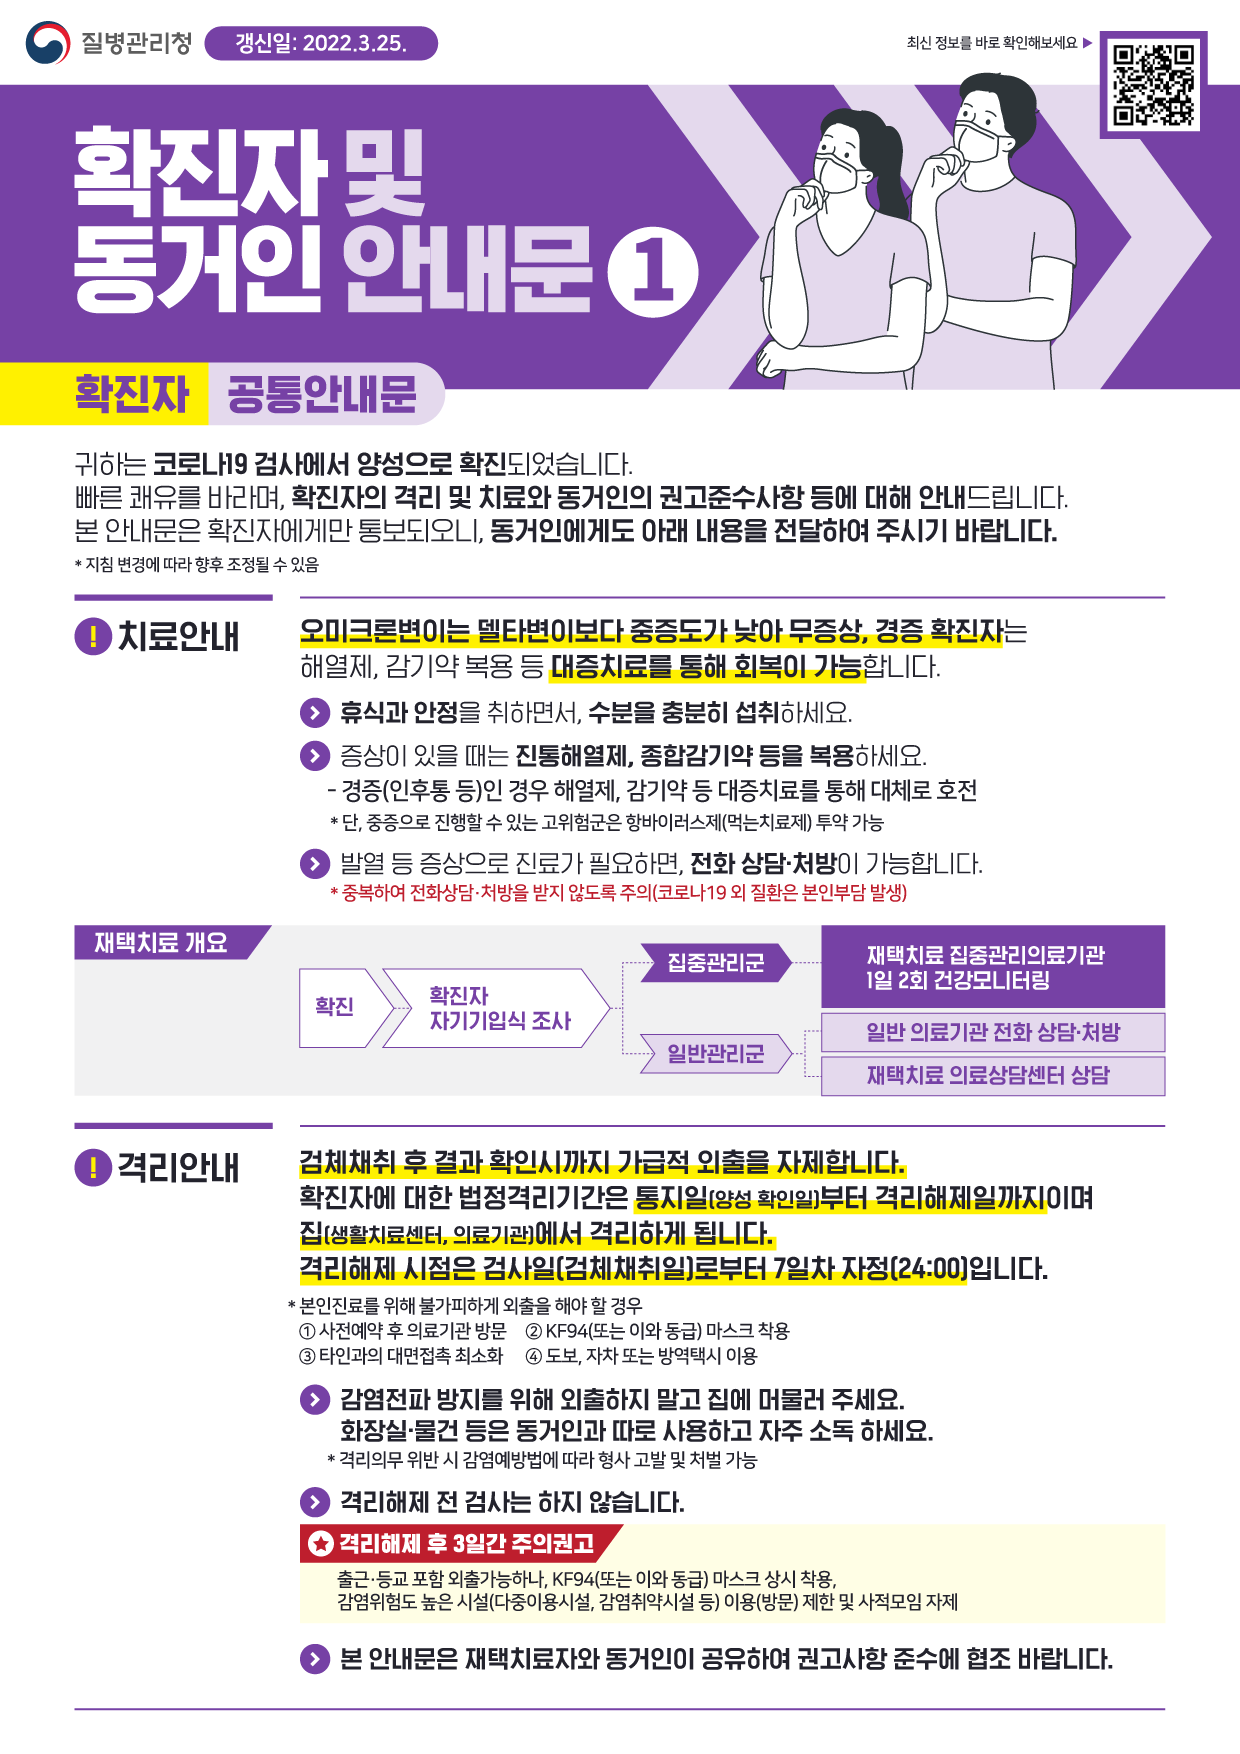 질병관리청
갱신일: 2022.3.25.
최신 정보를 바로 확인해보세요 ▶
확진자 및
동거인 안내문 1
확진자 공통안내문
귀하는 코로나19 검사에서 양성으로 확진되었습니다.
빠른 쾌유를 바라며, 확진자의 격리 및 치료와 동거인의 권고준수사항 등에 대해 안내드립니다.
본 안내문은 확진자에게만 통보되오니, 동거인에게도 아래 내용을 전달하여 주시기 바랍니다.
* 지침 변경에 따라 향후 조정될 수 있음
! 치료안내
오미크론변이는 델타변이보다 중증도가 낮아 무증상, 경증 확진자는
해열제, 감기약 복용 등 대증치료를 통해 회복이 가능합니다.
휴식과 안정을 취하면서, 수분을 충분히 섭취하세요.
증상이 있을 때는 진통해열제, 종합감기약 등을 복용하세요.
- 경증(인후통 등)인 경우 해열제, 감기약 등 대증치료를 통해 대체로 호전
* 단, 중증으로 진행할 수 있는 고위험군은 항바이러스제(먹는치료제) 투약 가능
발열 등 증상으로 진료가 필요하면, 전화 상담·처방이 가능합니다.
* 중복하여 전화상담·처방을 받지 않도록 주의(코로나19 외 질환은 본인부담 발생)
재택치료 개요
확진
확진자
자기기입식 조사
집중관리군
재택치료 집중관리의료기관
1일 2회 건강모니터링
일반관리군
일반 의료기관 전화 상담·처방
재택치료 의료상담센터 상담
! 격리안내
검체채취 후 결과 확인시까지 가급적 외출을 자제합니다.
확진자에 대한 법정격리기간은 통지일(양성 확인일)부터 격리해제일까지이며
집(생활치료센터, 의료기관)에서 격리하게 됩니다.
격리해제 시점은 검사일(검체채취일)로부터 7일차 자정(24:00)입니다.
* 본인진료를 위해 불가피하게 외출을 해야 할 경우
① 사전예약 후 의료기관 방문 ② KF94(또는 이와 동급) 마스크 착용
③ 타인과의 대면접촉 최소화 ④ 도보, 자차 또는 방역택시 이용
감염전파 방지를 위해 외출하지 말고 집에 머물러 주세요.
화장실·물건 등은 동거인과 따로 사용하고 자주 소독 하세요.
* 격리의무 위반 시 감염예방법에 따라 형사 고발 및 처벌 가능
격리해제 전 검사는 하지 않습니다.
격리해제 후 3일간 주의권고
출근·등교 포함 외출가능하나, KF94(또는 이와 동급) 마스크 상시 착용,
감염위험도 높은 시설(다중이용시설, 감염취약시설 등) 이용(방문) 제한 및 사적모임 자제
본 안내문은 재택치료자와 동거인이 공유하여 권고사항 준수에 협조 바랍니다.